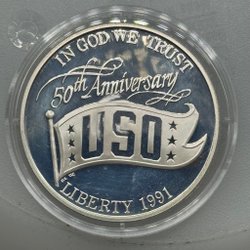 IN GOD WE TRUST
50th Anniversary
USO
LIBERTY 1991